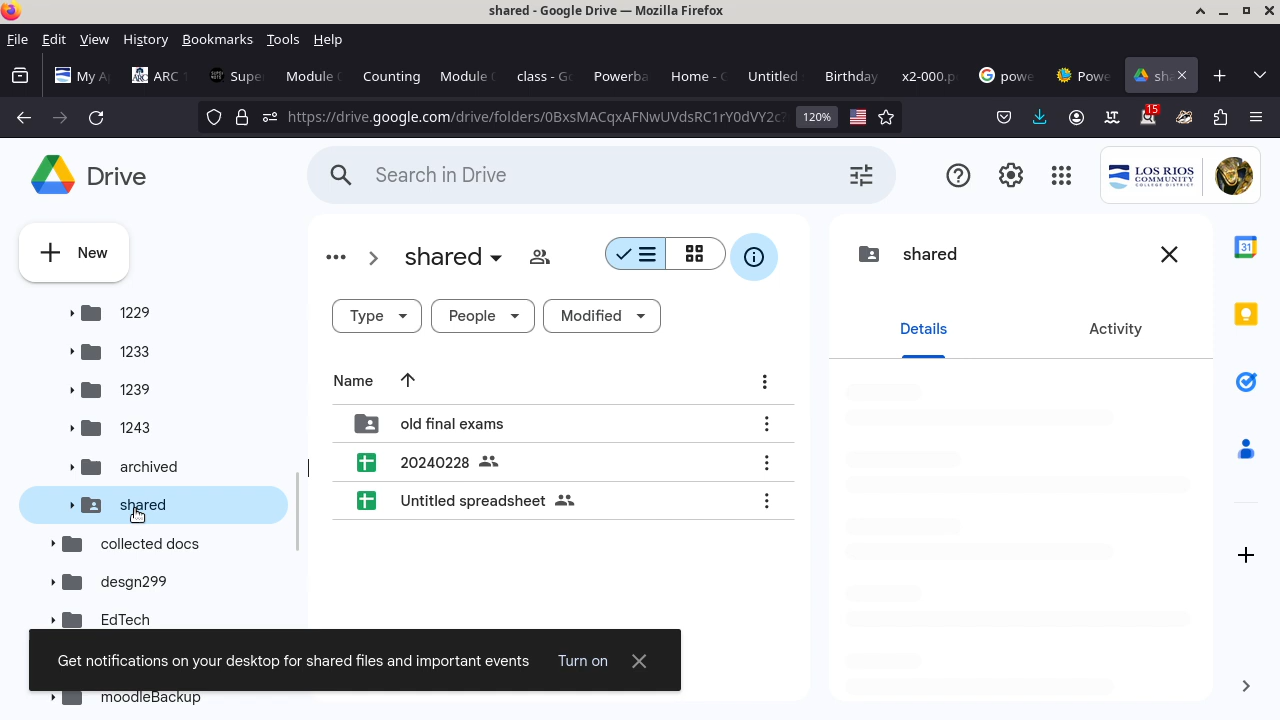 shared - Google Drive — Mozilla Firefox
File Edit View History Bookmarks Tools Help
My A ARC Supe Module Counting Module class - G Powerba Home - Untitled Birthday x2-000.p powe Powe sha
https://drive.google.com/drive/folders/0BxsMACqxAFNwUVdsRC1rY0dVY2c? 120% 15
Drive
Search in Drive
LOS RIOS
COMMUNITY
COLLEGE DISTRICT
New
1229
1233
1239
1243
archived
shared
collected docs
desgn299
EdTech
moodleBackup
shared
Type People Modified
Name
old final exams
20240228
Untitled spreadsheet
shared
Details Activity
31
Get notifications on your desktop for shared files and important events Turn on